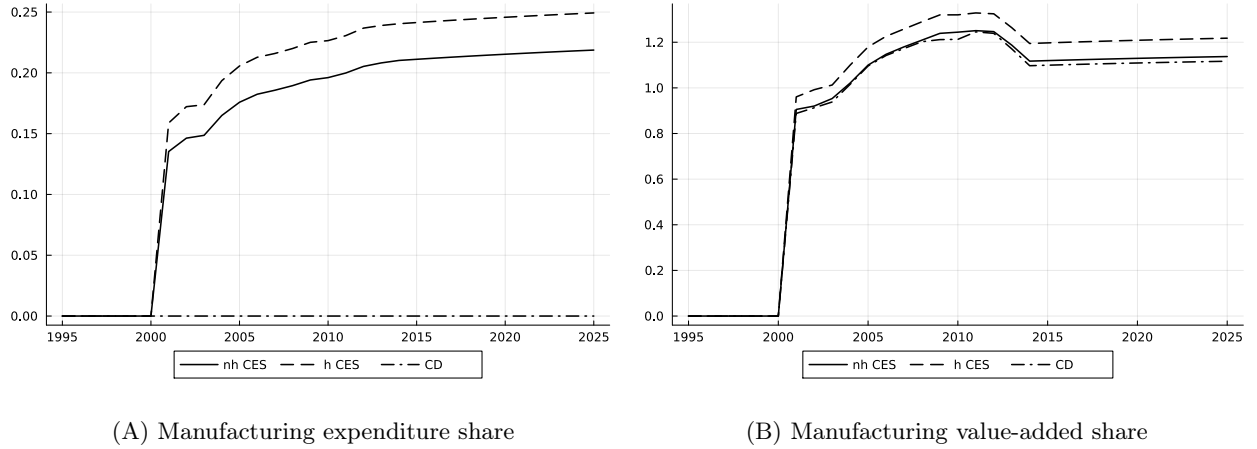 0.25
0.20
0.15
0.10
0.05
0.00
1995 2000 2005 2010 2015 2020 2025
nh CES h CES CD
(A) Manufacturing expenditure share
1.2
1.0
0.8
0.6
0.4
0.2
0.0
1995 2000 2005 2010 2015 2020 2025
nh CES h CES CD
(B) Manufacturing value-added share